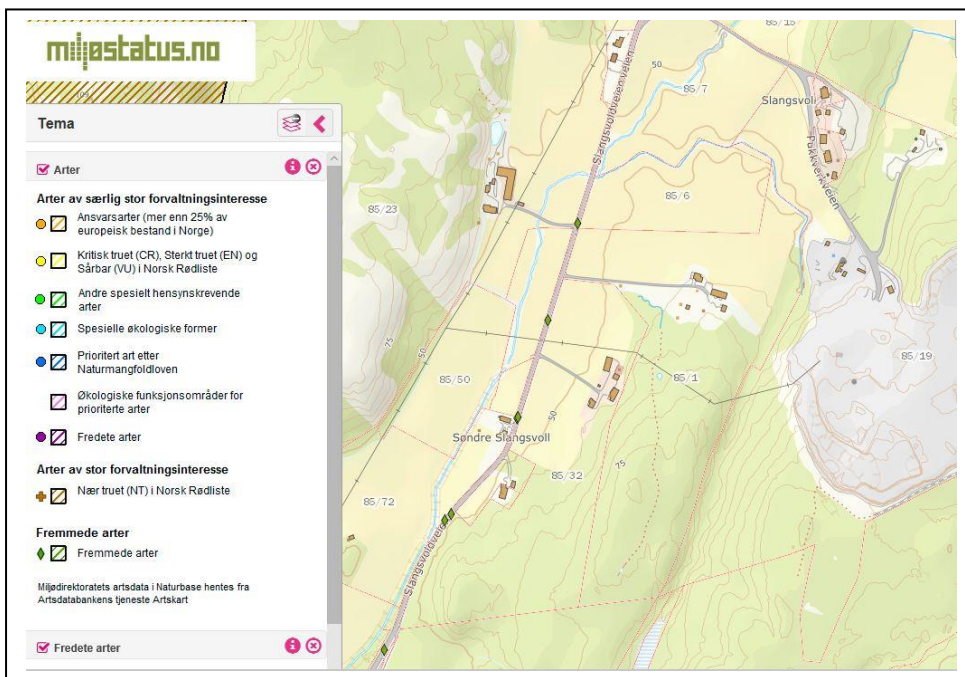 miljøstatus.no
Tema
Arter
Arter av særlig stor forvaltningsinteresse
Ansvarsarter (mer enn 25% av
europeisk bestand i Norge)
Kritisk truet (CR), Sterkt truet (EN) og
Sårbar (VU) i Norsk Rødliste
Andre spesielt hensynskrevende
arter
Spesielle økologiske former
Prioritert art etter
Naturmangfoldloven
Økologiske funksjonsområder for
prioriterte arter
Fredete arter
Arter av stor forvaltningsinteresse
Nær truet (NT) i Norsk Rødliste
Fremmede arter
Fremmede arter
Miljødirektoratets artsdata i Naturbase hentes fra
Artsdatabankens tjeneste Artskart
Fredete arter
85/15
50
85/7
Slangsvoll
Slangsvoldveien veien
Pukkverkveien
85/6
85/23
75
50
85/19
85/50
85/1
50
Søndre Slangsvoll
75
85/32
85/72
Slangsvoldveien